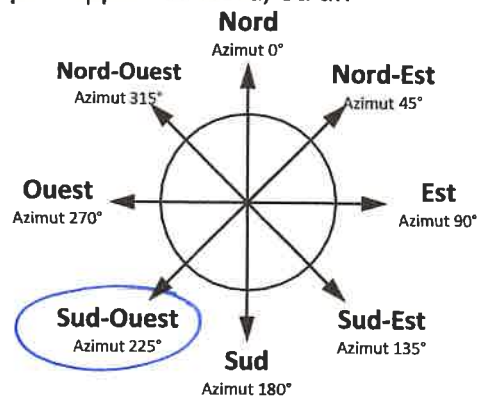 Nord
Azimut 0°
Nord-Ouest
Azimut 315°
Nord-Est
Azimut 45°
Ouest
Azimut 270°
Est
Azimut 90°
Sud-Ouest
Azimut 225°
Sud-Est
Azimut 135°
Sud
Azimut 180°